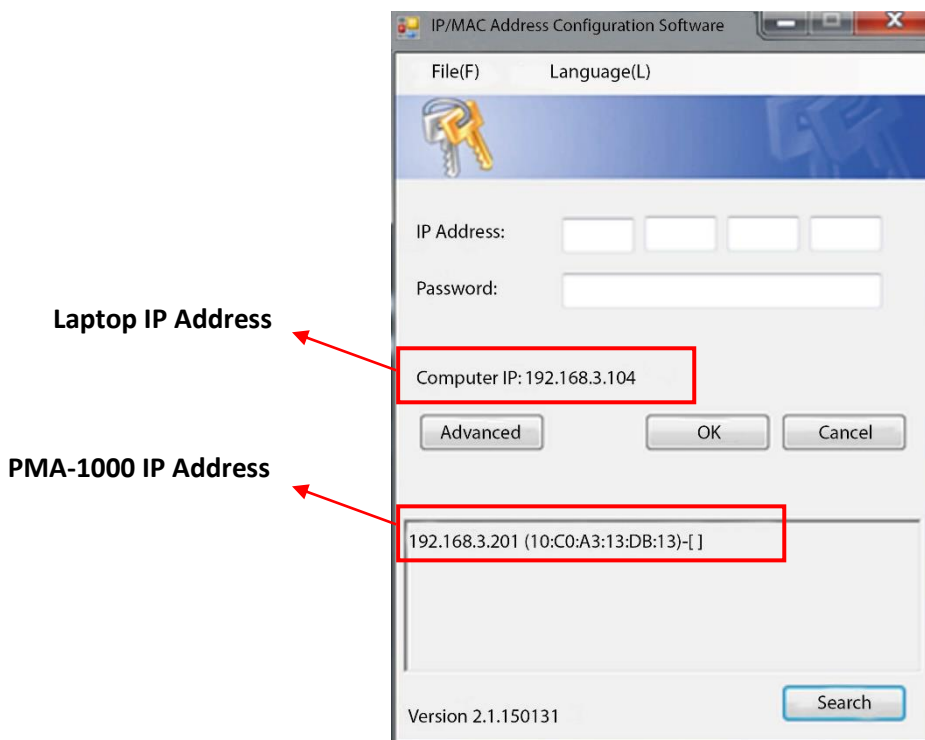 IP/MAC Address Configuration Software
File(F) Language(L)
IP Address:
Password:
Laptop IP Address
Computer IP: 192.168.3.104
Advanced OK Cancel
PMA-1000 IP Address
192.168.3.201 (10:C0:A3:13:DB:13)-[ ]
Search
Version 2.1.150131